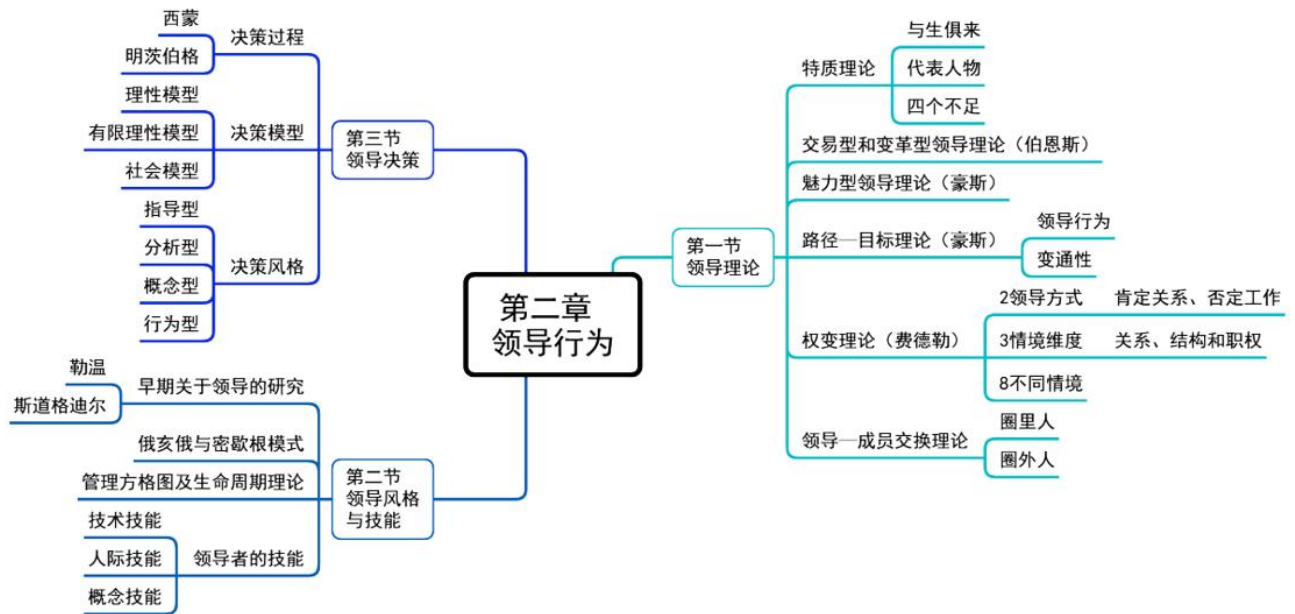 第二章
领导行为
第一节
领导理论
特质理论
与生俱来
代表人物
四个不足
交易型和变革型领导理论（伯恩斯）
魅力型领导理论（豪斯）
路径—目标理论（豪斯）
领导行为
变通性
权变理论（费德勒）
2领导方式 肯定关系、否定工作
3情境维度 关系、结构和职权
8不同情境
领导—成员交换理论
圈里人
圈外人
第二节
领导风格
与技能
早期关于领导的研究
勒温
斯道格迪尔
俄亥俄与密歇根模式
管理方格图及生命周期理论
领导者的技能
技术技能
人际技能
概念技能
第三节
领导决策
决策过程
西蒙
明茨伯格
决策模型
理性模型
有限理性模型
社会模型
决策风格
指导型
分析型
概念型
行为型